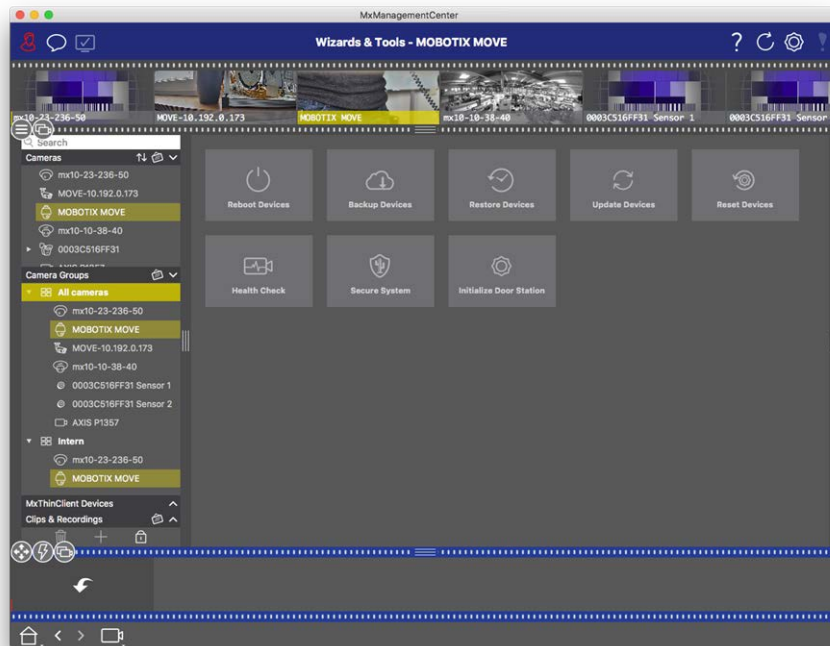 MxManagementCenter
Wizards & Tools - MOBOTIX MOVE
mx10-23-236-50
MOVE-10.192.0.173
MOBOTIX MOVE
mx10-10-38-40
0003C516FF31 Sensor 1
0003C516FF31 Sensor
Search
Cameras
mx10-23-236-50
MOVE-10.192.0.173
MOBOTIX MOVE
mx10-10-38-40
0003C516FF31
AXIS P1357
Camera Groups
All cameras
mx10-23-236-50
MOBOTIX MOVE
MOVE-10.192.0.173
mx10-10-38-40
0003C516FF31 Sensor 1
0003C516FF31 Sensor 2
AXIS P1357
Intern
mx10-23-236-50
MOBOTIX MOVE
MxThinClient Devices
Clips & Recordings
Reboot Devices
Backup Devices
Restore Devices
Update Devices
Reset Devices
Health Check
Secure System
Initialize Door Station